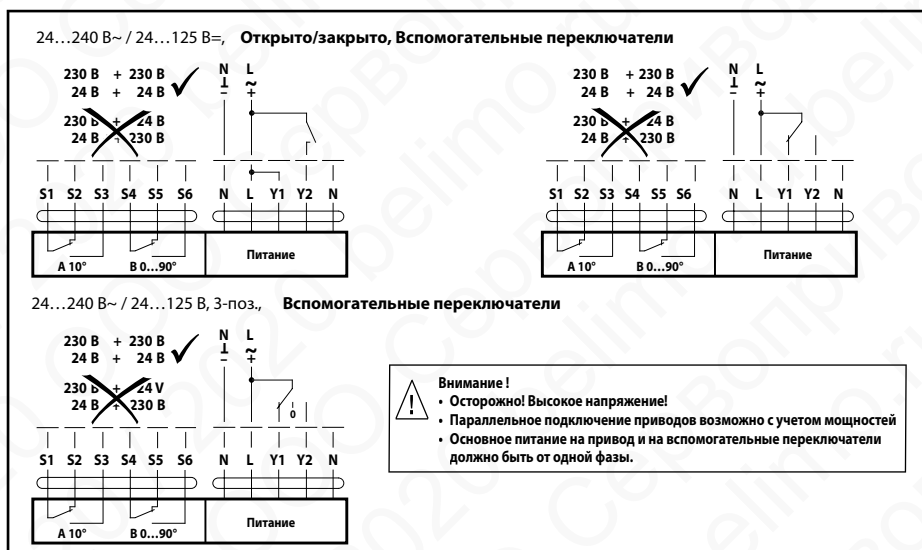 24…240 В~ / 24…125 В=, Открыто/закрыто, Вспомогательные переключатели
230 В + 230 В
24 В + 24 В
230 В + 24 В
24 В + 230 В
N L
S1 S2 S3 S4 S5 S6 N L Y1 Y2 N
A 10° B 0…90° Питание
230 В + 230 В
24 В + 24 В
230 В + 24 В
24 В + 230 В
N L
S1 S2 S3 S4 S5 S6 N L Y1 Y2 N
A 10° B 0…90° Питание
24…240 В~ / 24…125 В, 3-поз., Вспомогательные переключатели
230 В + 230 В
24 В + 24 В
230 В + 24 V
24 В + 230 В
N L
0
S1 S2 S3 S4 S5 S6 N L Y1 Y2 N
A 10° B 0…90° Питание
Внимание !
• Осторожно! Высокое напряжение!
• Параллельное подключение приводов возможно с учетом мощностей
• Основное питание на привод и на вспомогательные переключатели
должно быть от одной фазы.